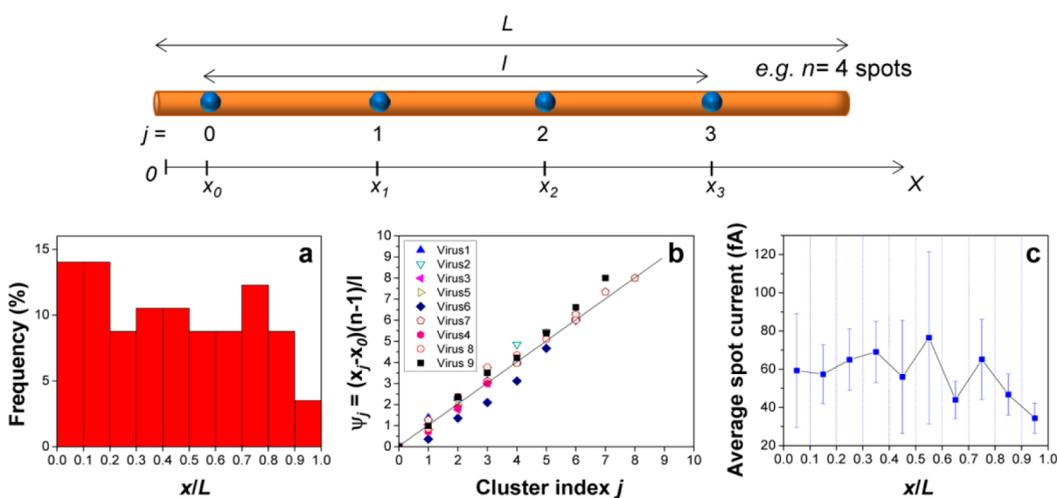 L
l
e.g. n= 4 spots
j = 0 1 2 3
0 x0 x1 x2 x3 X
a
Frequency (%)
15
10
5
0
0.0 0.1 0.2 0.3 0.4 0.5 0.6 0.7 0.8 0.9 1.0
x/L
b
ψj = (xj-x0)(n-1)/l
10
9
8
7
6
5
4
3
2
1
0
Virus1
Virus2
Virus3
Virus5
Virus6
Virus7
Virus4
Virus 8
Virus 9
0 1 2 3 4 5 6 7 8 9 10
Cluster index j
c
Average spot current (fA)
120
100
80
60
40
20
0.0 0.1 0.2 0.3 0.4 0.5 0.6 0.7 0.8 0.9 1.0
x/L